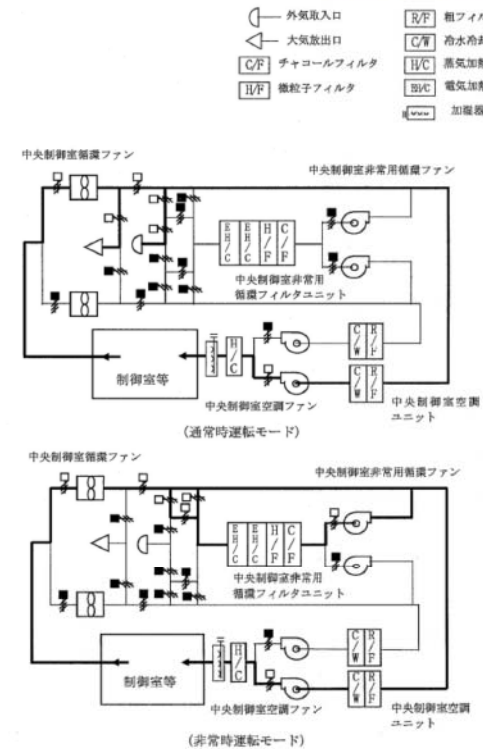 外気取入口
大気放出口
C/F チャコールフィルタ
H/F 微粒子フィルタ
R/F 粗フィル
C/W 冷水冷却
H/C 蒸気加熱
EH/C 電気加熱
加湿器
中央制御室循環ファン
中央制御室非常用循環ファン
EH/C
EH/C
H/F
C/F
中央制御室非常用
循環フィルタユニット
C/W
R/F
H/C
制御室等
C/W
R/F
中央制御室空調ファン
中央制御室空調
ユニット
(通常時運転モード)
中央制御室循環ファン
中央制御室非常用循環ファン
EH/C
EH/C
H/F
C/F
中央制御室非常用
循環フィルタユニット
C/W
R/F
H/C
制御室等
C/W
R/F
中央制御室空調ファン
中央制御室空調
ユニット
(非常時運転モード)